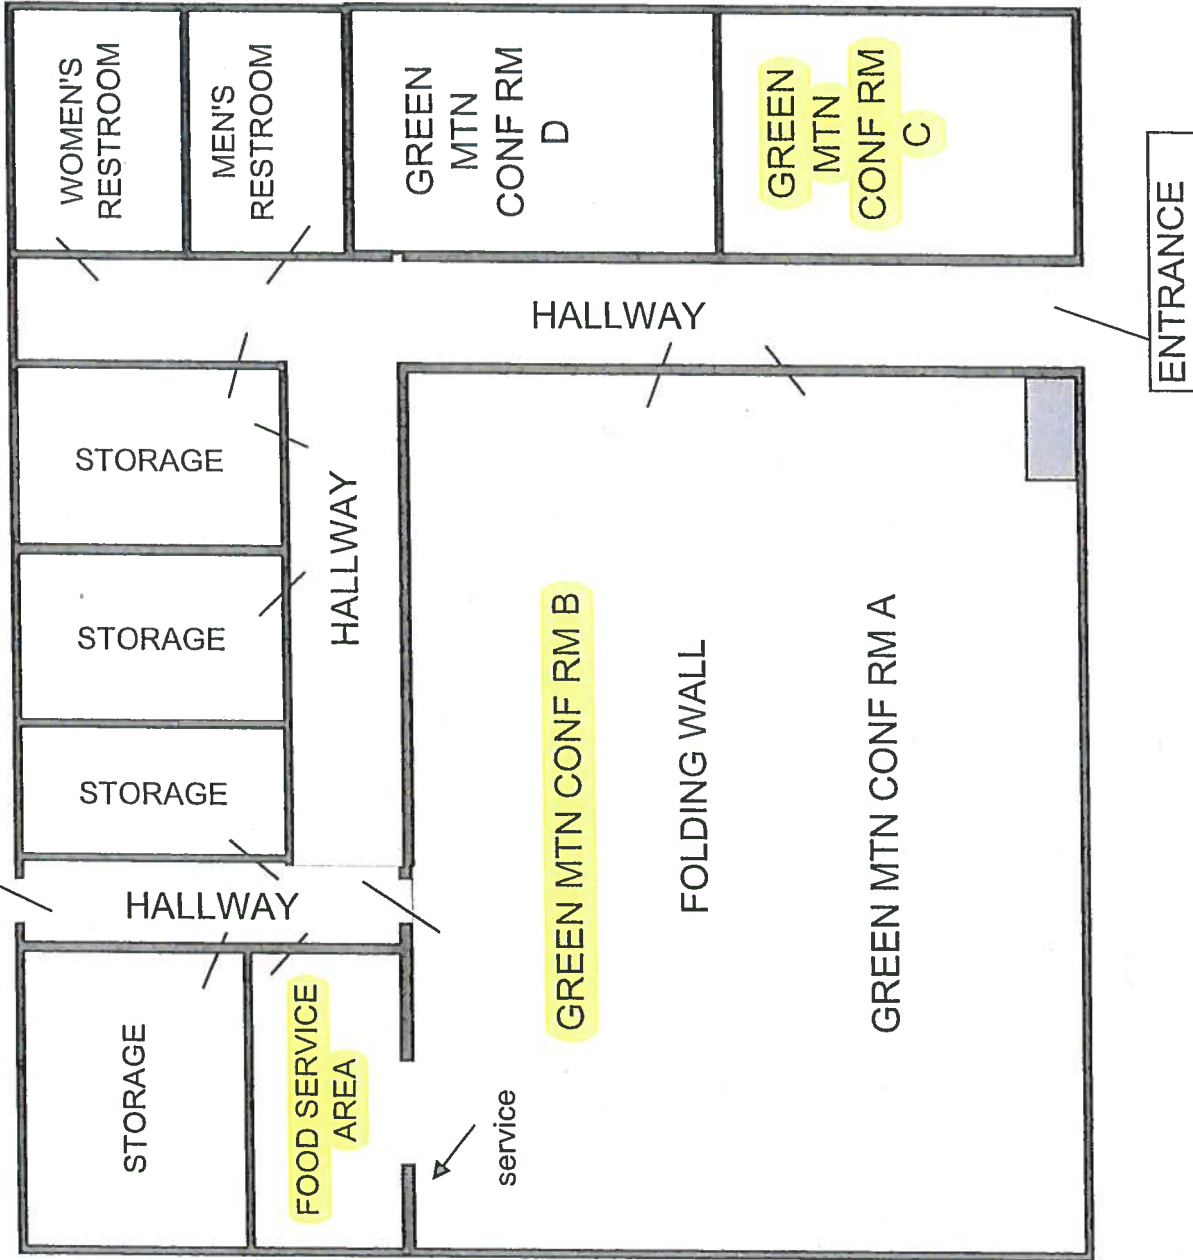 WOMEN'S
RESTROOM
MEN'S
RESTROOM
GREEN
MTN
CONF RM
D
GREEN
MTN
CONF RM
C
HALLWAY
ENTRANCE
STORAGE
STORAGE
STORAGE
HALLWAY
HALLWAY
STORAGE
FOOD SERVICE
AREA
service
GREEN MTN CONF RM B
FOLDING WALL
GREEN MTN CONF RM A